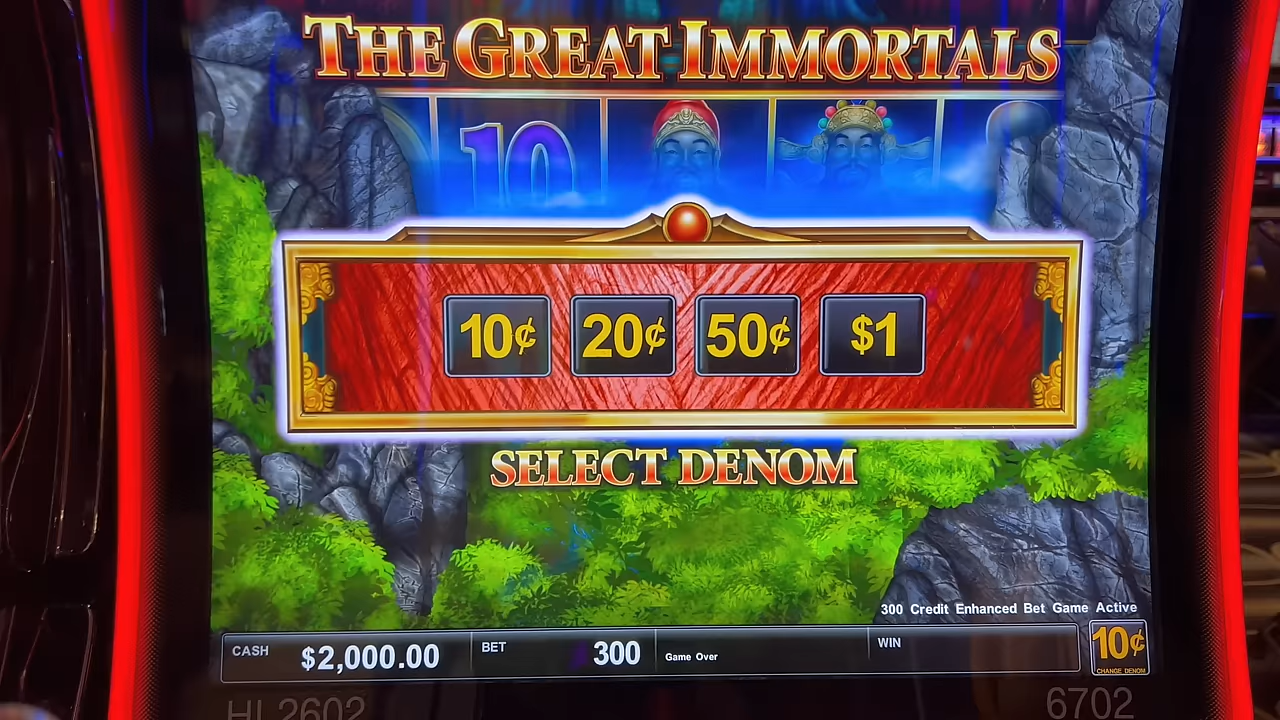 THE GREAT IMMORTALS
10
10¢ 20¢ 50¢ $1
SELECT DENOM
300 Credit Enhanced Bet Game Active
CASH $2,000.00 BET 300 Game Over WIN 10¢
CHANGE DENOM
HL2602 6702